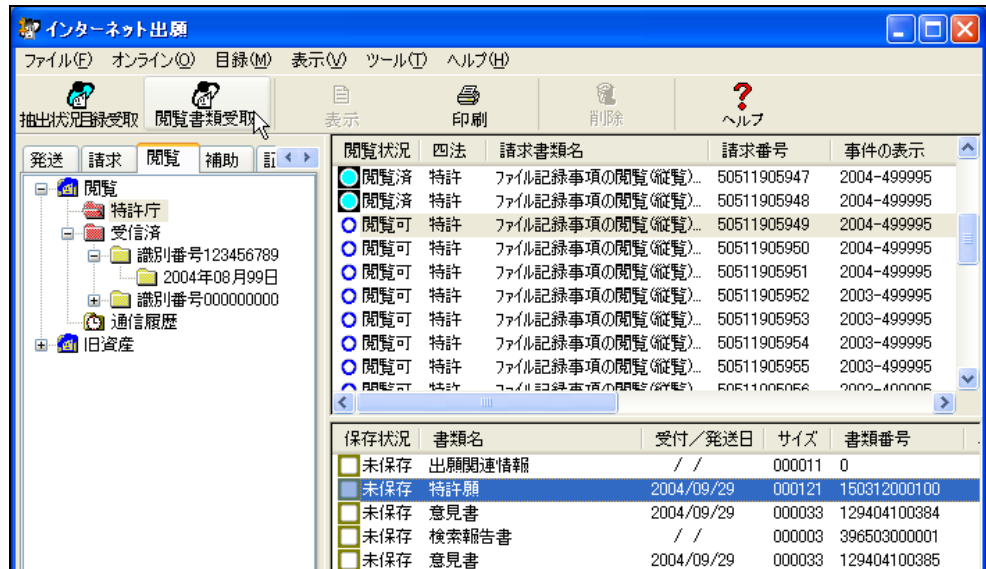 インターネット出願
ファイル(F) オンライン(O) 目録(M) 表示(V) ツール(T) ヘルプ(H)
抽出状況目録受取 閲覧書類受取 表示 印刷 削除 ヘルプ
発送 請求 閲覧 補助
閲覧
特許庁
受信済
識別番号123456789
2004年08月99日
識別番号000000000
通信履歴
旧資産
閲覧状況 四法 請求書類名 請求番号 事件の表示
閲覧済 特許 ファイル記録事項の閲覧(縦覧)... 50511905947 2004-499995
閲覧済 特許 ファイル記録事項の閲覧(縦覧)... 50511905948 2004-499995
閲覧可 特許 ファイル記録事項の閲覧(縦覧)... 50511905949 2004-499995
閲覧可 特許 ファイル記録事項の閲覧(縦覧)... 50511905950 2004-499995
閲覧可 特許 ファイル記録事項の閲覧(縦覧)... 50511905951 2004-499995
閲覧可 特許 ファイル記録事項の閲覧(縦覧)... 50511905952 2003-499995
閲覧可 特許 ファイル記録事項の閲覧(縦覧)... 50511905953 2003-499995
閲覧可 特許 ファイル記録事項の閲覧(縦覧)... 50511905954 2003-499995
閲覧可 特許 ファイル記録事項の閲覧(縦覧)... 50511905955 2003-499995
閲覧可 特許 ファイル記録事項の閲覧(縦覧)... 50511905956
保存状況 書類名 受付／発送日 サイズ 書類番号
未保存 出願関連情報 / / 000011 0
未保存 特許願 2004/09/29 000121 150312000100
未保存 意見書 2004/09/29 000033 129404100384
未保存 検索報告書 / / 000003 396503000001
未保存 意見書 2004/09/29 000033 129404100385